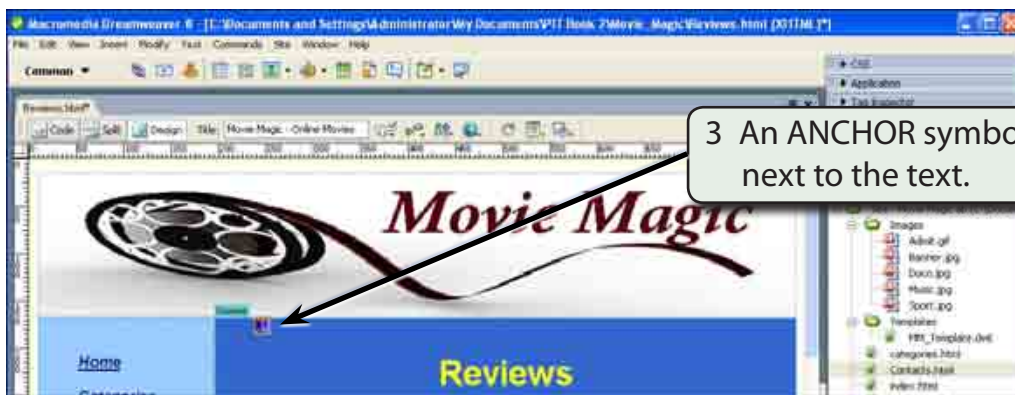 Macromedia Dreamweaver 8 - [C:\Documents and Settings\Administrator\My Documents\PIT Book 2\Movie_Magic\Reviews.html (XHTML)*]
File Edit View Insert Modify Text Commands Site Window Help
Common
CSS
Application
Tag Inspector
Reviews.html*
Code Split Design Title: Movie Magic - Online Movies
3 An ANCHOR symbo
next to the text.
Movie Magic
Images
Admit.gif
Banner.jpg
Docs.jpg
Music.jpg
Sport.jpg
Templates
MM_Template.dwt
categories.html
Contacts.html
index.html
Home
Reviews
Categories